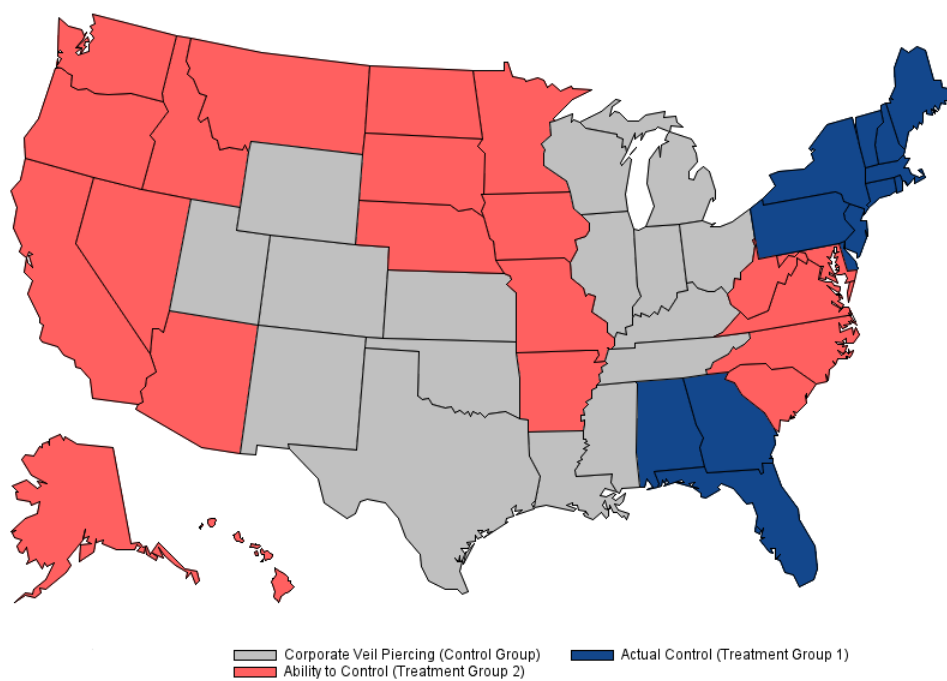 Corporate Veil Piercing (Control Group) Actual Control (Treatment Group 1)
Ability to Control (Treatment Group 2)